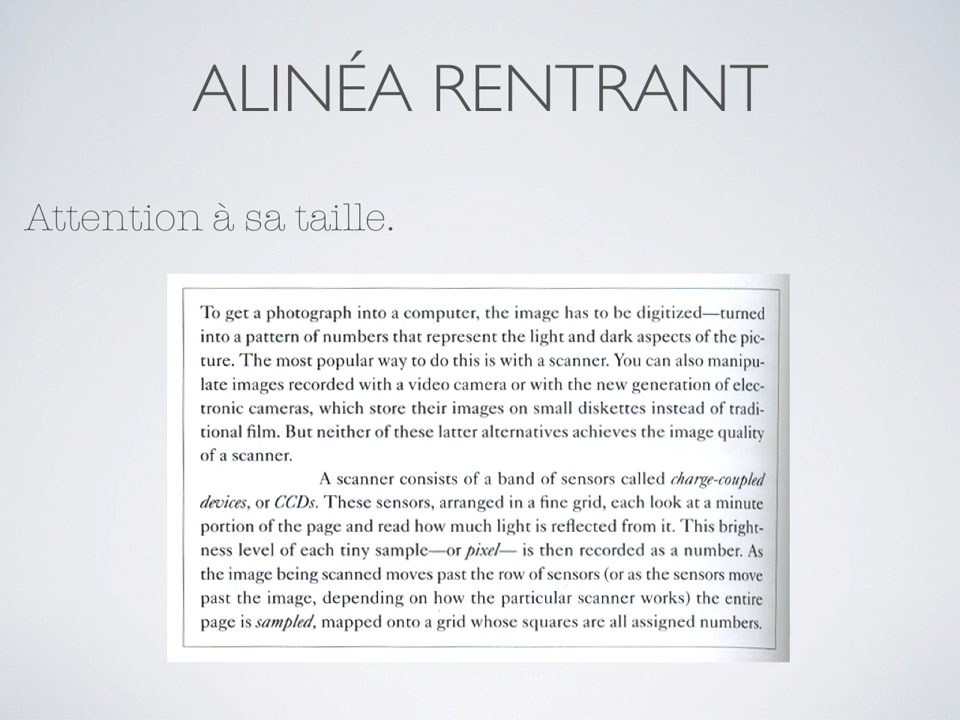 ALINÉA RENTRANT
Attention à sa taille.
To get a photograph into a computer, the image has to be digitized—turned
into a pattern of numbers that represent the light and dark aspects of the pic-
ture. The most popular way to do this is with a scanner. You can also manipu-
late images recorded with a video camera or with the new generation of elec-
tronic cameras, which store their images on small diskettes instead of tradi-
tional film. But neither of these latter alternatives achieves the image quality
of a scanner.
A scanner consists of a band of sensors called charge-coupled
devices, or CCDs. These sensors, arranged in a fine grid, each look at a minute
portion of the page and read how much light is reflected from it. This bright-
ness level of each tiny sample—or pixel— is then recorded as a number. As
the image being scanned moves past the row of sensors (or as the sensors move
past the image, depending on how the particular scanner works) the entire
page is sampled, mapped onto a grid whose squares are all assigned numbers.